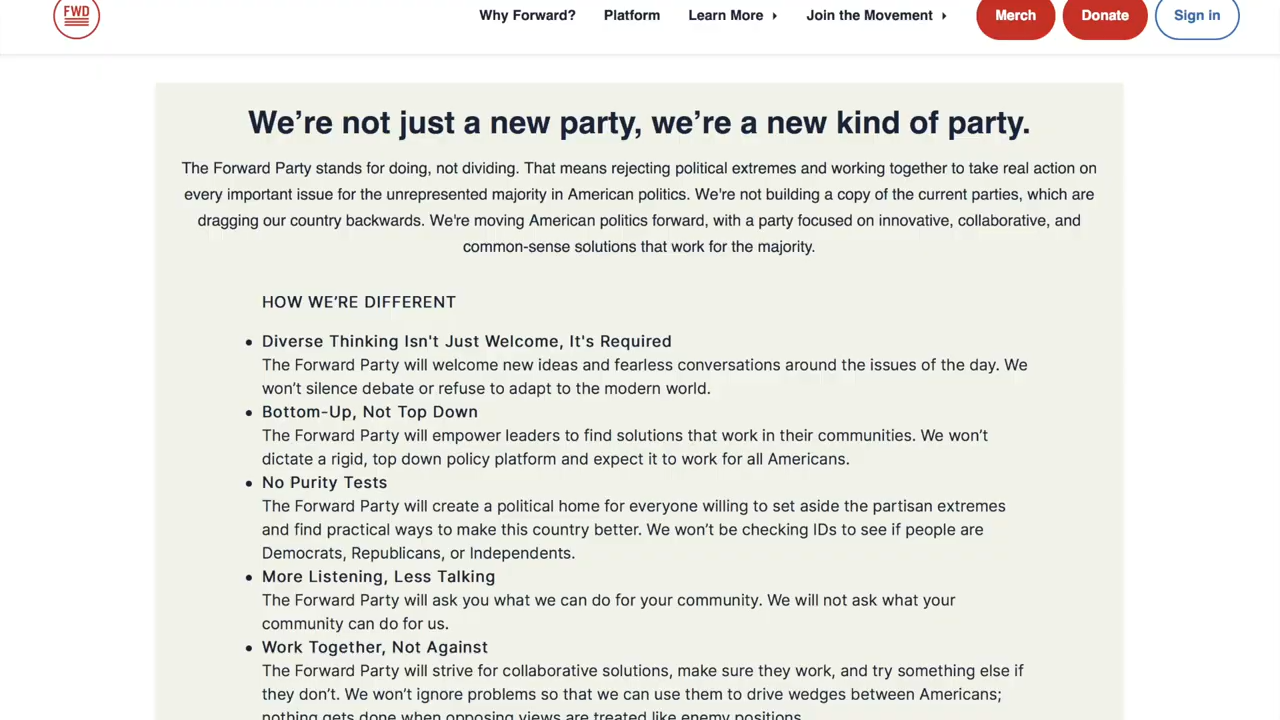 FWD
Why Forward?
Platform
Learn More
Join the Movement
Merch
Donate
Sign in
We’re not just a new party, we’re a new kind of party.
The Forward Party stands for doing, not dividing. That means rejecting political extremes and working together to take real action on
every important issue for the unrepresented majority in American politics. We're not building a copy of the current parties, which are
dragging our country backwards. We're moving American politics forward, with a party focused on innovative, collaborative, and
common-sense solutions that work for the majority.
HOW WE’RE DIFFERENT
• Diverse Thinking Isn't Just Welcome, It's Required
The Forward Party will welcome new ideas and fearless conversations around the issues of the day. We
won’t silence debate or refuse to adapt to the modern world.
• Bottom-Up, Not Top Down
The Forward Party will empower leaders to find solutions that work in their communities. We won’t
dictate a rigid, top down policy platform and expect it to work for all Americans.
• No Purity Tests
The Forward Party will create a political home for everyone willing to set aside the partisan extremes
and find practical ways to make this country better. We won’t be checking IDs to see if people are
Democrats, Republicans, or Independents.
• More Listening, Less Talking
The Forward Party will ask you what we can do for your community. We will not ask what your
community can do for us.
• Work Together, Not Against
The Forward Party will strive for collaborative solutions, make sure they work, and try something else if
they don’t. We won’t ignore problems so that we can use them to drive wedges between Americans;
nothing gets done when opposing views are treated like enemy positions.